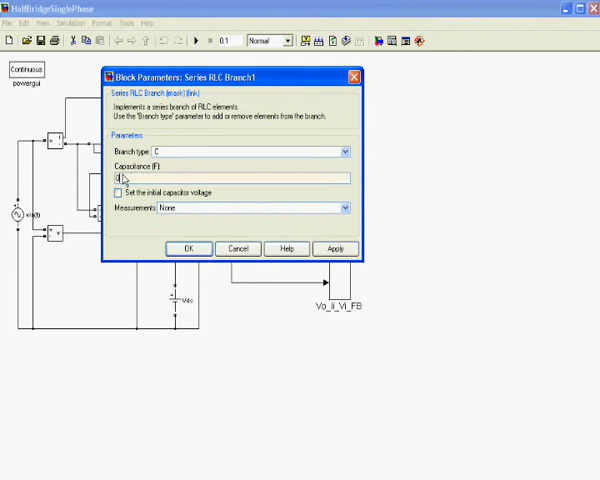 HalfBridgeSinglePhase
File Edit View Simulation Format Tools Help
0.1 Normal
Continuous
powergui
Block Parameters: Series RLC Branch1
Series RLC Branch (mask) (link)
Implements a series branch of RLC elements.
Use the 'Branch type' parameter to add or remove elements from the branch.
Parameters
Branch type: C
Capacitance (F)
Set the initial capacitor voltage
Measurements None
OK Cancel Help Apply
+ i
-
+ v
-
+ Vdc
Vo_Ii_Vi_FB